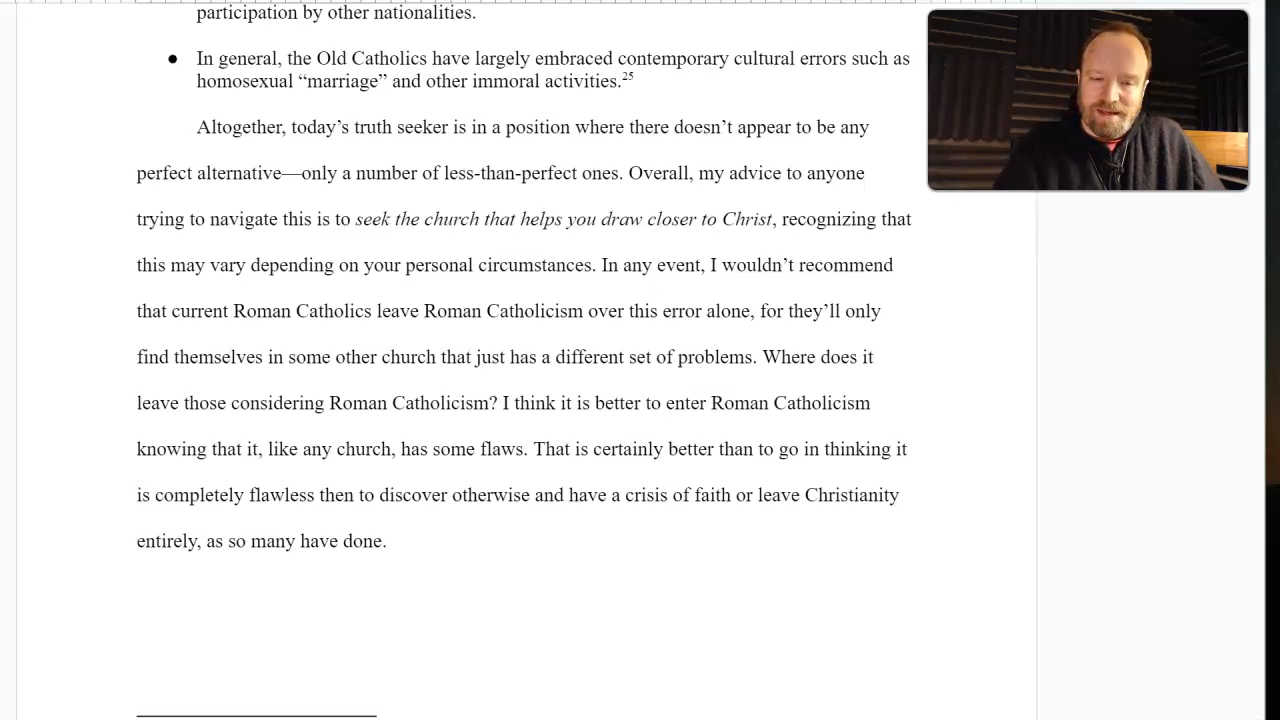 participation by other nationalities.
● In general, the Old Catholics have largely embraced contemporary cultural errors such as
homosexual “marriage” and other immoral activities.25
Altogether, today’s truth seeker is in a position where there doesn’t appear to be any
perfect alternative—only a number of less-than-perfect ones. Overall, my advice to anyone
trying to navigate this is to seek the church that helps you draw closer to Christ, recognizing that
this may vary depending on your personal circumstances. In any event, I wouldn’t recommend
that current Roman Catholics leave Roman Catholicism over this error alone, for they’ll only
find themselves in some other church that just has a different set of problems. Where does it
leave those considering Roman Catholicism? I think it is better to enter Roman Catholicism
knowing that it, like any church, has some flaws. That is certainly better than to go in thinking it
is completely flawless then to discover otherwise and have a crisis of faith or leave Christianity
entirely, as so many have done.